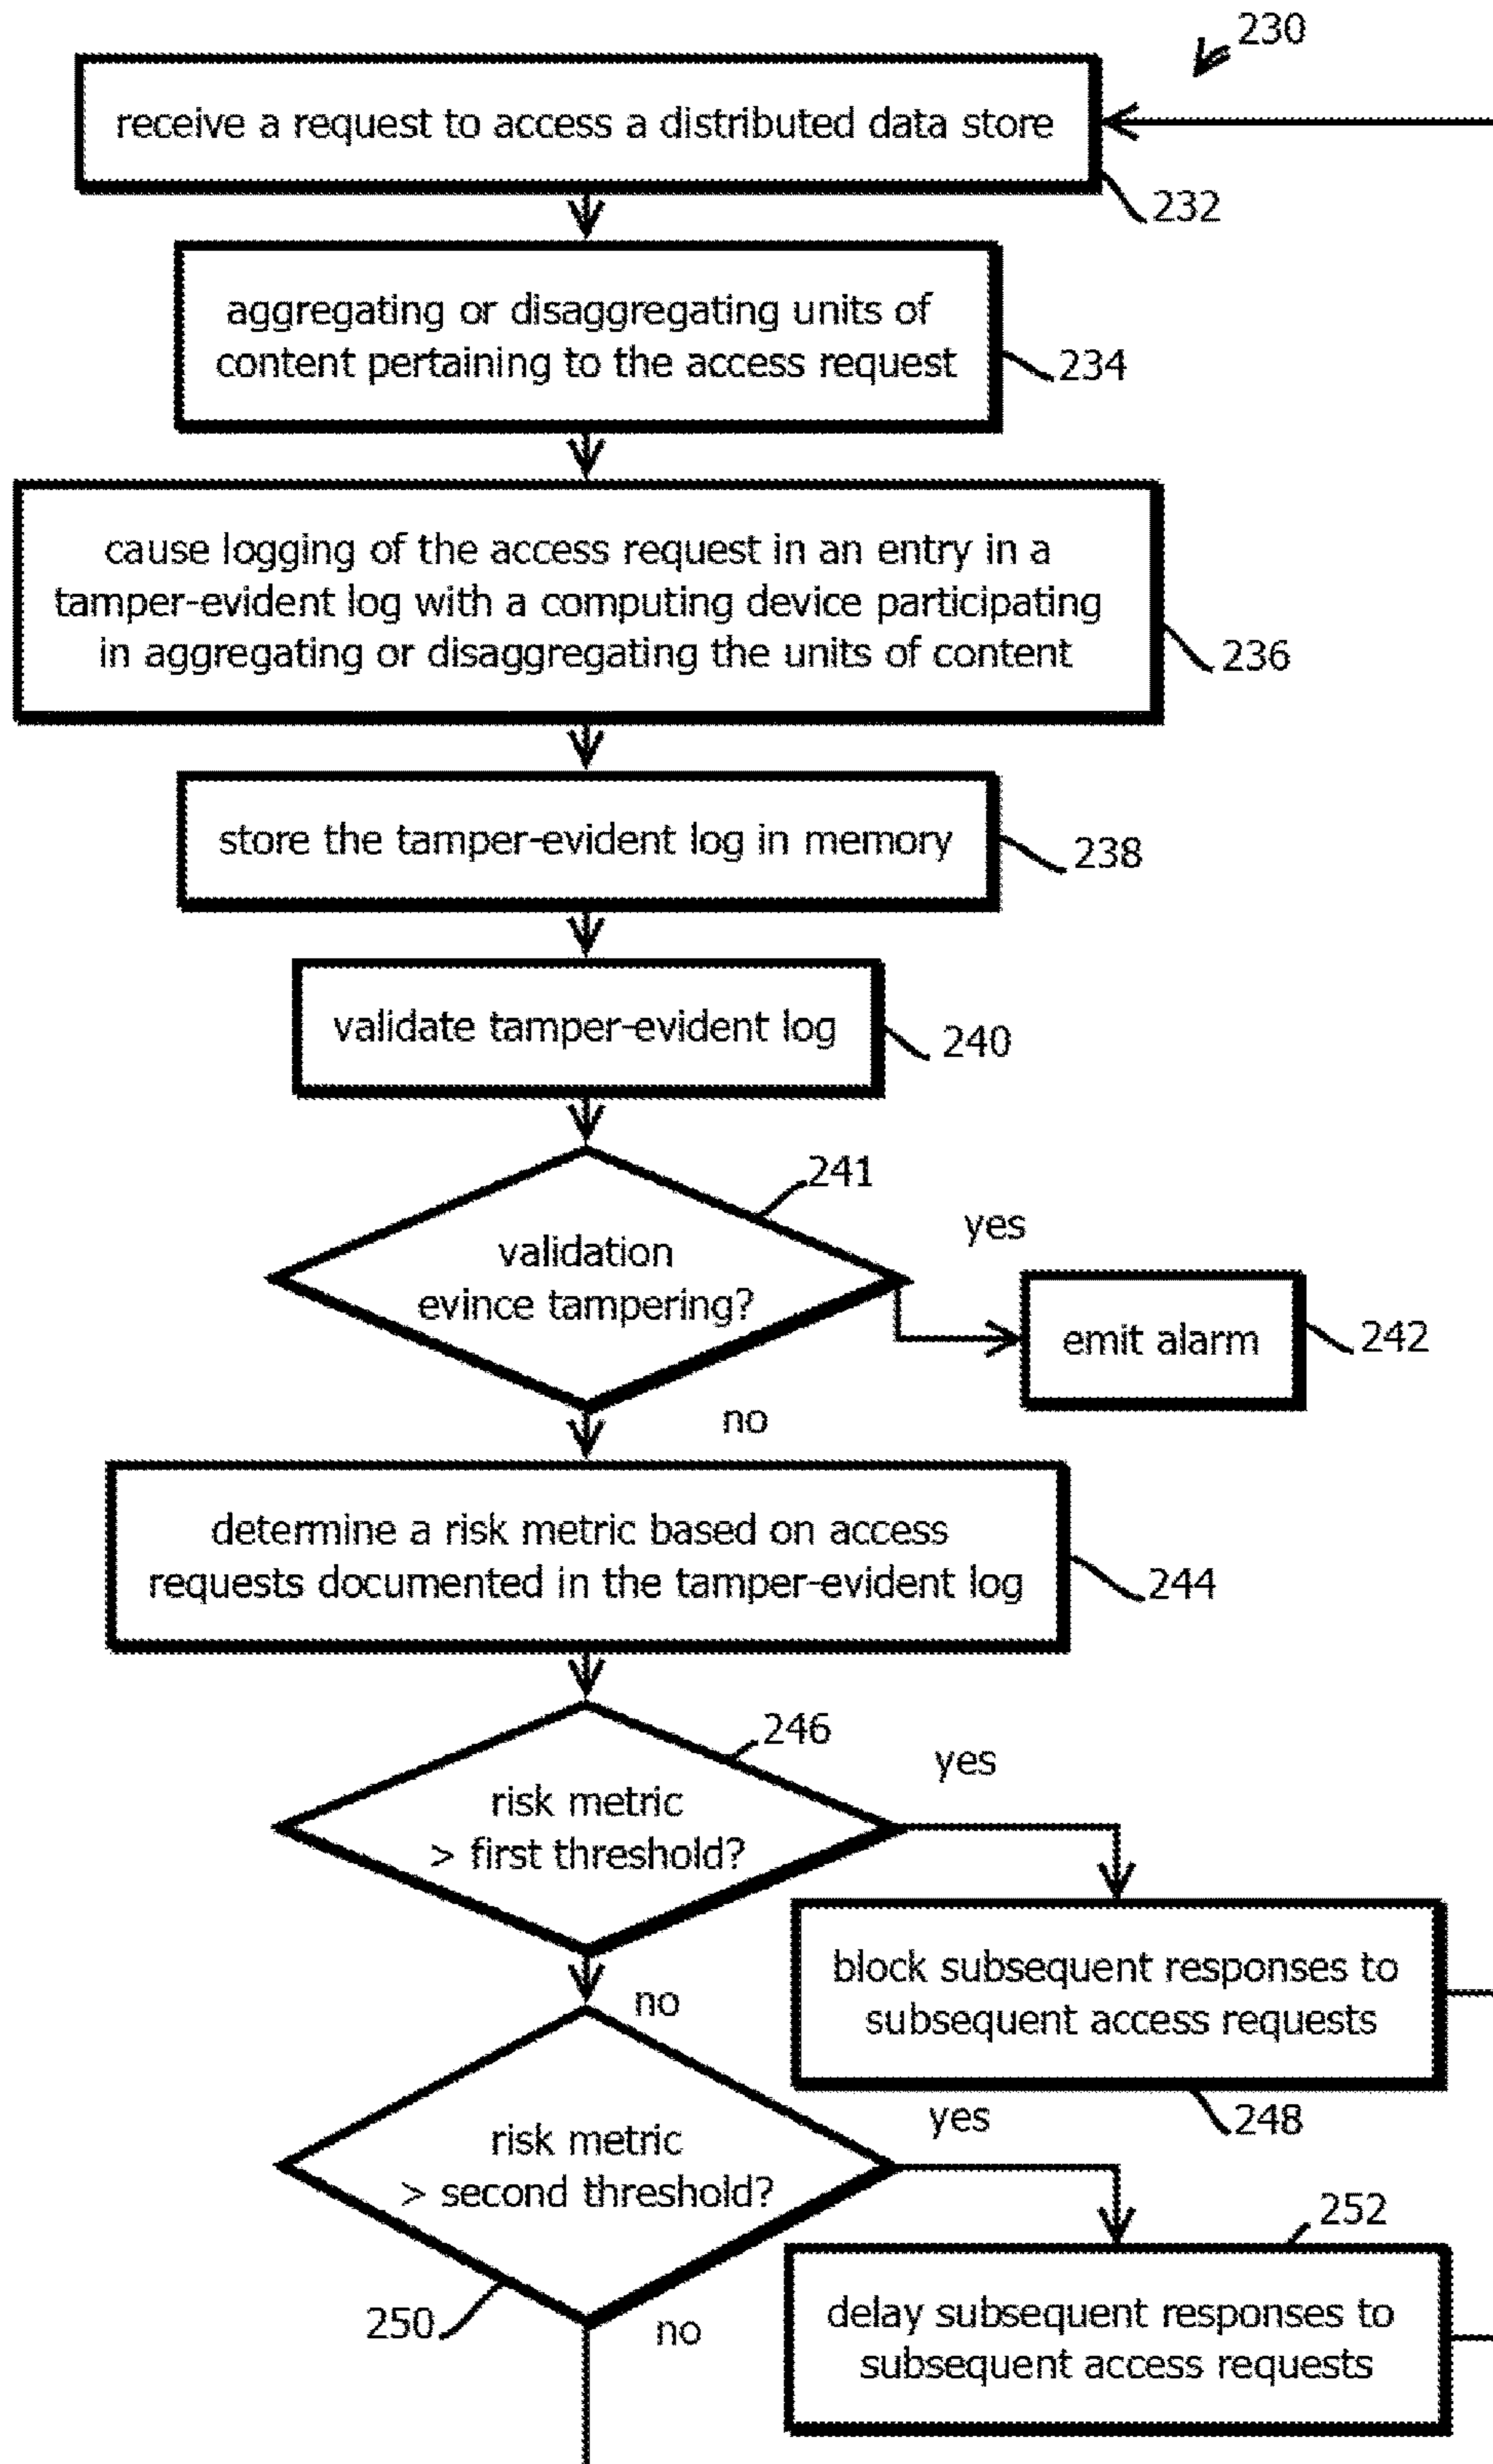 230
receive a request to access a distributed data store
232
aggregating or disaggregating units of
content pertaining to the access request
234
cause logging of the access request in an entry in a
tamper-evident log with a computing device participating
in aggregating or disaggregating the units of content
236
store the tamper-evident log in memory
238
validate tamper-evident log
240
241
validation
evince tampering?
yes
emit alarm
242
no
determine a risk metric based on access
requests documented in the tamper-evident log
244
246
risk metric
> first threshold?
yes
block subsequent responses to
subsequent access requests
248
no
risk metric
> second threshold?
yes
250
252
delay subsequent responses to
subsequent access requests
no